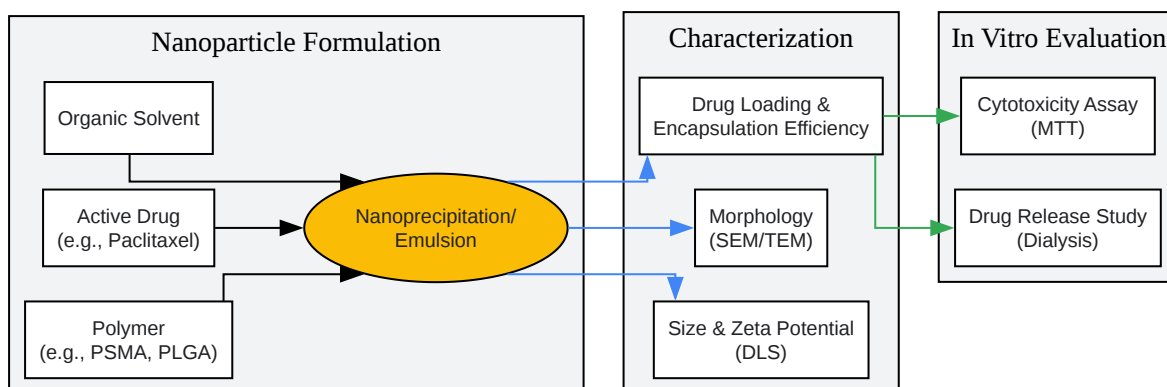 Nanoparticle Formulation
Organic Solvent
Active Drug
(e.g., Paclitaxel)
Polymer
(e.g., PSMA, PLGA)
Nanoprecipitation/
Emulsion
Characterization
Drug Loading &
Encapsulation Efficiency
Morphology
(SEM/TEM)
Size & Zeta Potential
(DLS)
In Vitro Evaluation
Cytotoxicity Assay
(MTT)
Drug Release Study
(Dialysis)